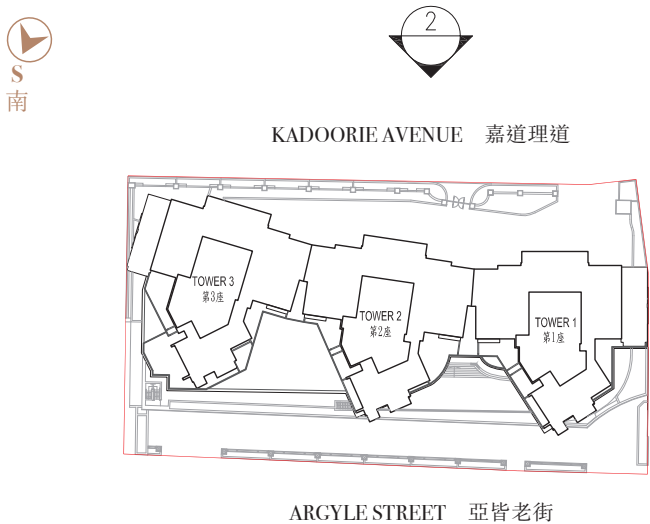 2
S
南
KADOORIE AVENUE 嘉道理道
TOWER 3
第3座
TOWER 2
第2座
TOWER 1
第1座
ARGYLE STREET 亞皆老街